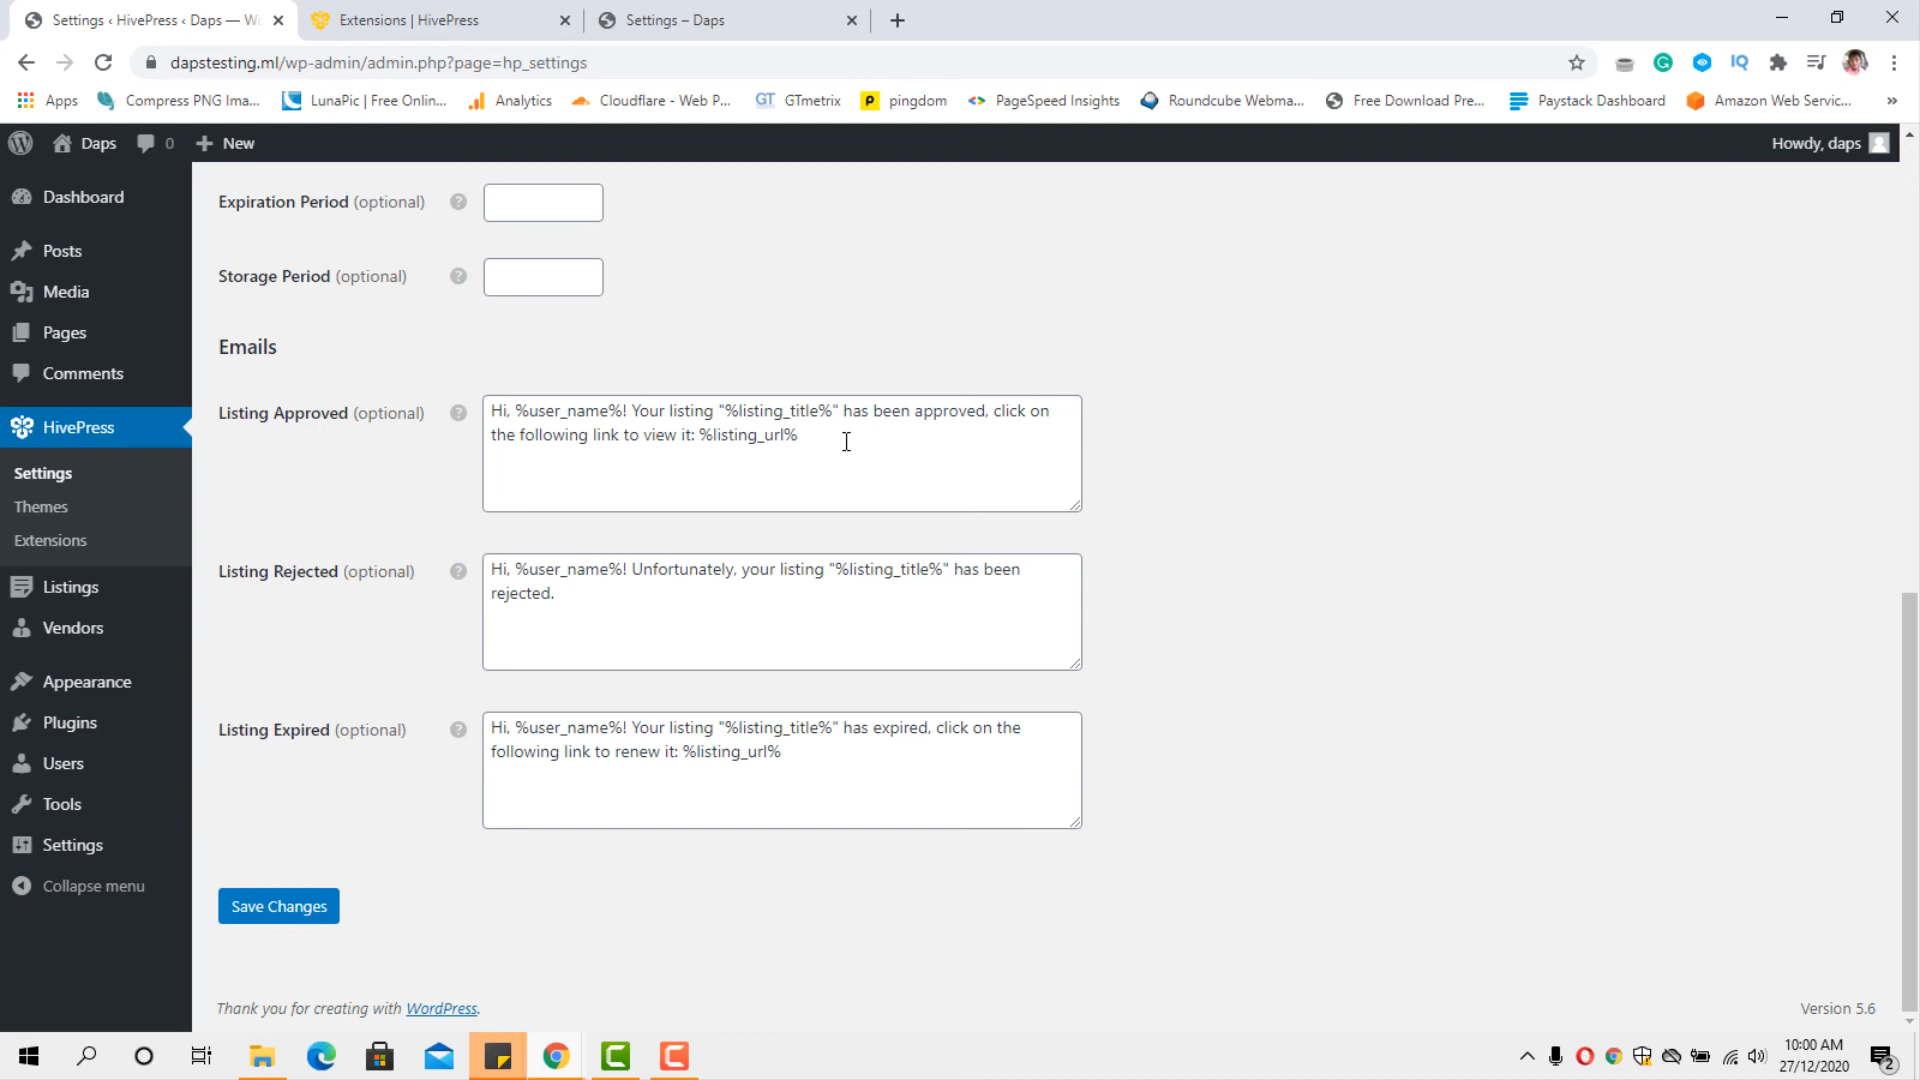 Settings ‹ HivePress ‹ Daps — Wo
Extensions | HivePress
Settings – Daps
dapstesting.ml/wp-admin/admin.php?page=hp_settings
Apps
Compress PNG Ima...
LunaPic | Free Onlin...
Analytics
Cloudflare - Web P...
GTmetrix
pingdom
PageSpeed Insights
Roundcube Webma...
Free Download Pre...
Paystack Dashboard
Amazon Web Servic...
Daps
0
New
Howdy, daps
Dashboard
Posts
Media
Pages
Comments
HivePress
Settings
Themes
Extensions
Listings
Vendors
Appearance
Plugins
Users
Tools
Settings
Collapse menu
Expiration Period (optional)
Storage Period (optional)
Emails
Listing Approved (optional)
Hi, %user_name%! Your listing "%listing_title%" has been approved, click on
the following link to view it: %listing_url%
Listing Rejected (optional)
Hi, %user_name%! Unfortunately, your listing "%listing_title%" has been
rejected.
Listing Expired (optional)
Hi, %user_name%! Your listing "%listing_title%" has expired, click on the
following link to renew it: %listing_url%
Save Changes
Thank you for creating with WordPress.
Version 5.6
10:00 AM
27/12/2020
2